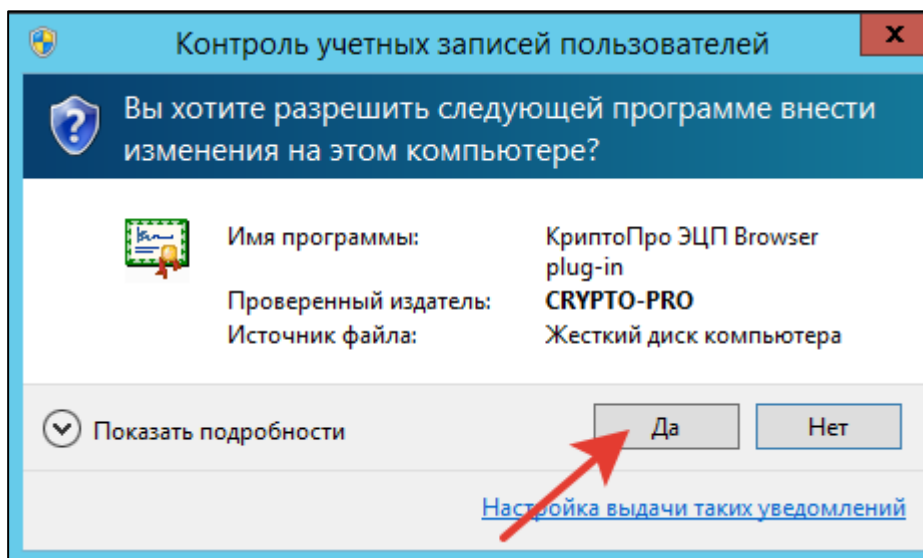 Контроль учетных записей пользователей
x
Вы хотите разрешить следующей программе внести
изменения на этом компьютере?
Имя программы: КриптоПро ЭЦП Browser
plug-in
Проверенный издатель: CRYPTO-PRO
Источник файла: Жесткий диск компьютера
Показать подробности Да Нет
Настройка выдачи таких уведомлений